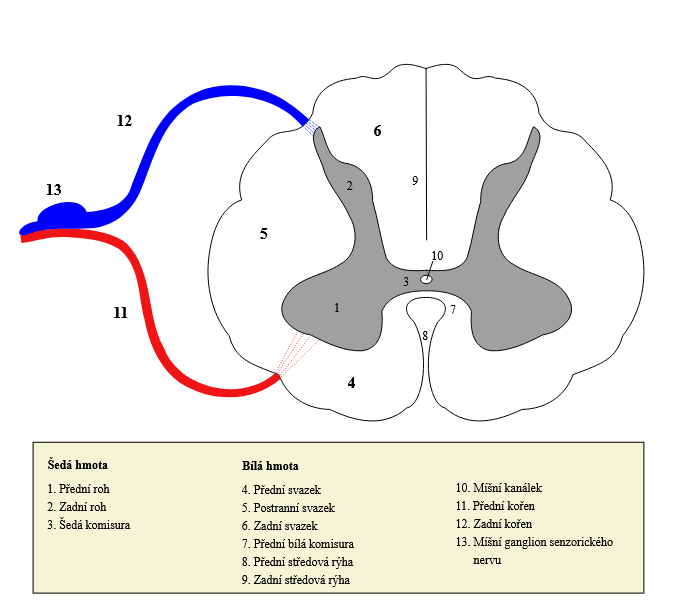 12
6
13
2
9
5
10
3
1
7
11
8
4
Šedá hmota
1. Přední roh
2. Zadní roh
3. Šedá komisura
Bílá hmota
4. Přední svazek
5. Postranní svazek
6. Zadní svazek
7. Přední bílá komisura
8. Přední středová rýha
9. Zadní středová rýha
10. Míšní kanálek
11. Přední kořen
12. Zadní kořen
13. Míšní ganglion senzorického
nervu